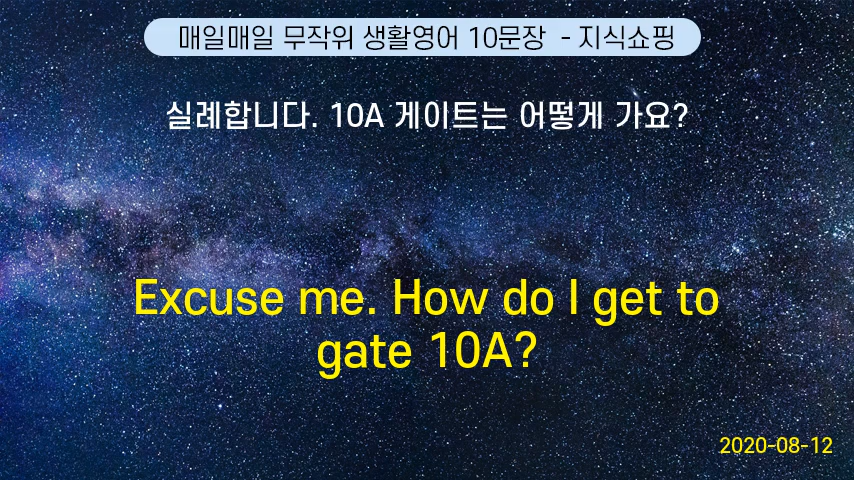 매일매일 무작위 생활영어 10문장 - 지식쇼핑
실례합니다. 10A 게이트는 어떻게 가요?
Excuse me. How do I get to
gate 10A?
2020-08-12